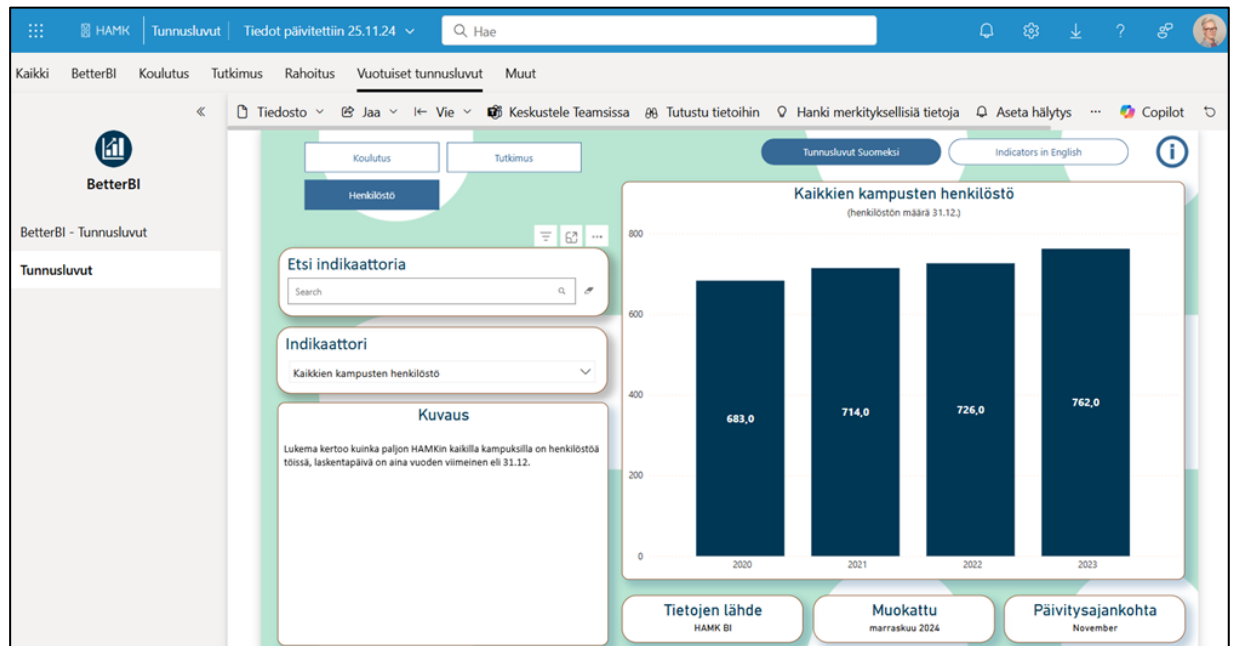 HAMK Tunnusluvut Tiedot päivitettiin 25.11.24 Hae
Kaikki BetterBI Koulutus Tutkimus Rahoitus Vuotuiset tunnusluvut Muut
Tiedosto Jaa Vie Keskustele Teamsissa Tutustu tietoihin Hanki merkityksellisiä tietoja Aseta hälytys ... Copilot
BetterBI
BetterBI - Tunnusluvut
Tunnusluvut
Koulutus Tutkimus
Henkilöstö
Tunnusluvut Suomeksi Indicators in English
Etsi indikaattoria
Search
Indikaattori
Kaikkien kampusten henkilöstö
Kuvaus
Lukema kertoo kuinka paljon HAMKin kaikilla kampuksilla on henkilöstöä
töissä, laskentapäivä on aina vuoden viimeinen eli 31.12.
Kaikkien kampusten henkilöstö
(henkilöstön määrä 31.12.)
800
600
400
200
0
683,0 714,0 726,0 762,0
2020 2021 2022 2023
Tietojen lähde
HAMK BI
Muokattu
marraskuu 2024
Päivitysajankohta
November